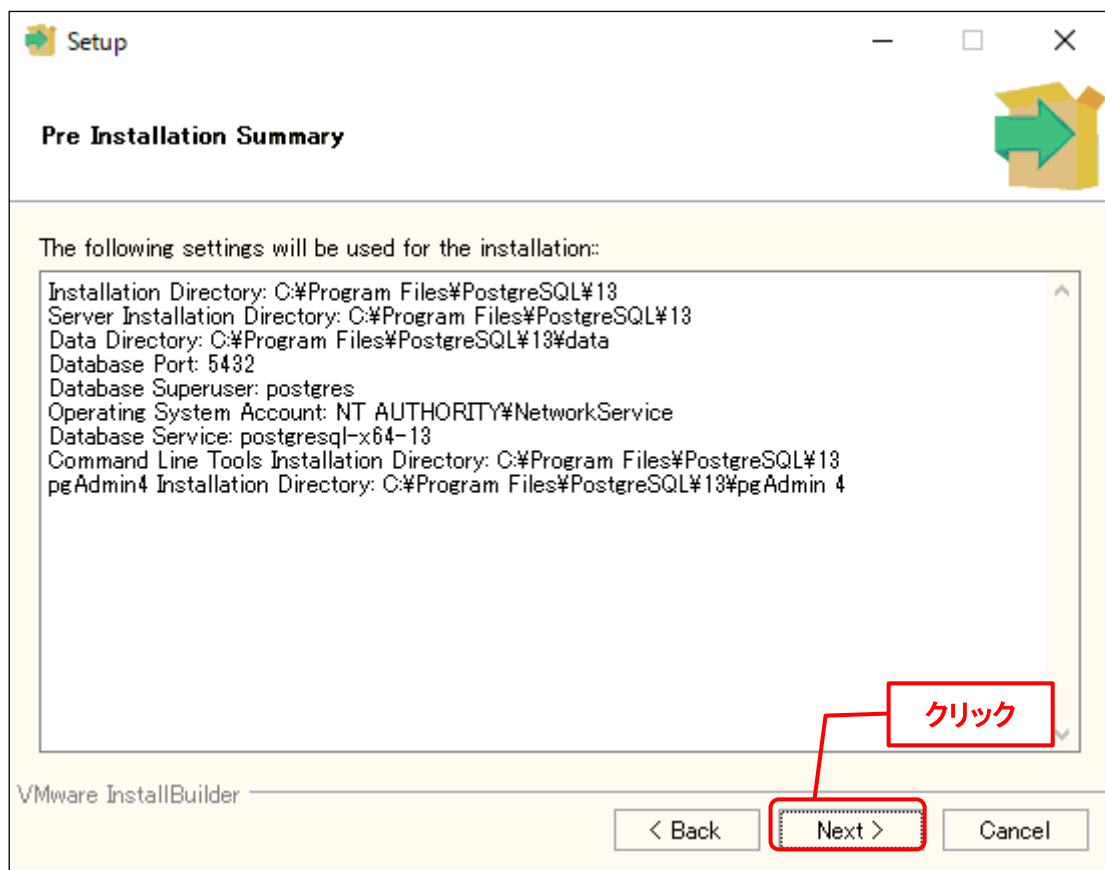 Setup
Pre Installation Summary
The following settings will be used for the installation::
Installation Directory: C:¥Program Files¥PostgreSQL¥13
Server Installation Directory: C:¥Program Files¥PostgreSQL¥13
Data Directory: C:¥Program Files¥PostgreSQL¥13¥data
Database Port: 5432
Database Superuser: postgres
Operating System Account: NT AUTHORITY¥NetworkService
Database Service: postgresql-x64-13
Command Line Tools Installation Directory: C:¥Program Files¥PostgreSQL¥13
pgAdmin4 Installation Directory: C:¥Program Files¥PostgreSQL¥13¥pgAdmin 4
クリック
VMware InstallBuilder
< Back
Next >
Cancel